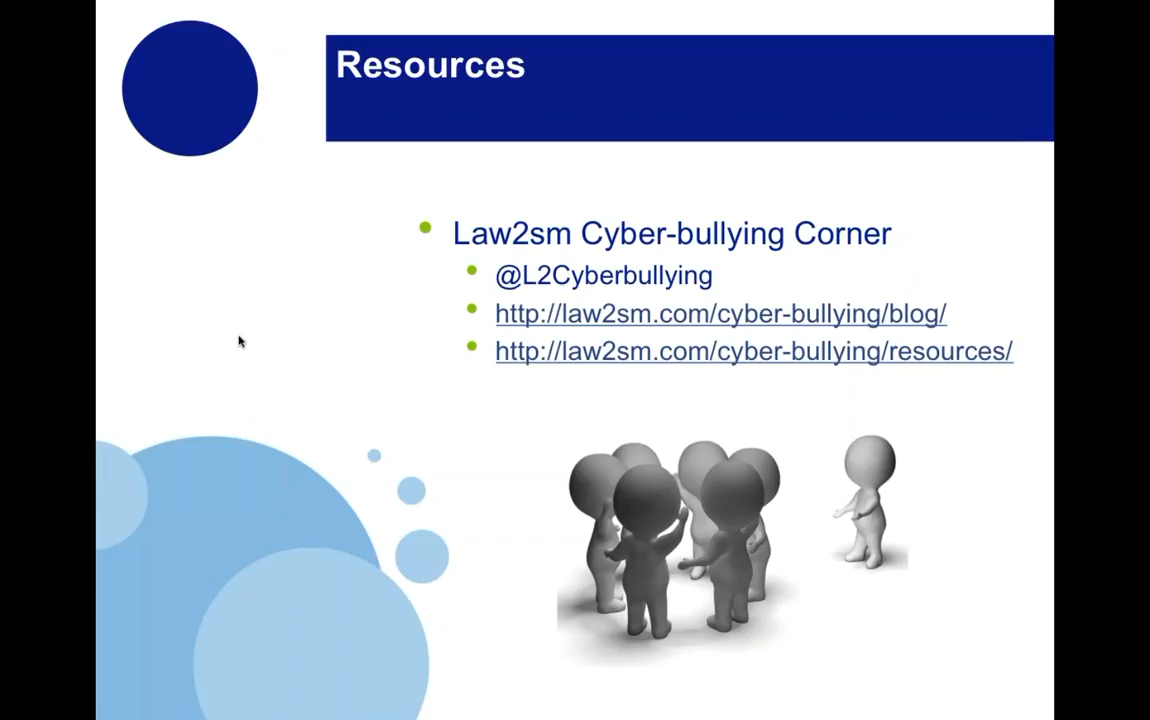 Resources
Law2sm Cyber-bullying Corner
@L2Cyberbullying
http://law2sm.com/cyber-bullying/blog/
http://law2sm.com/cyber-bullying/resources/